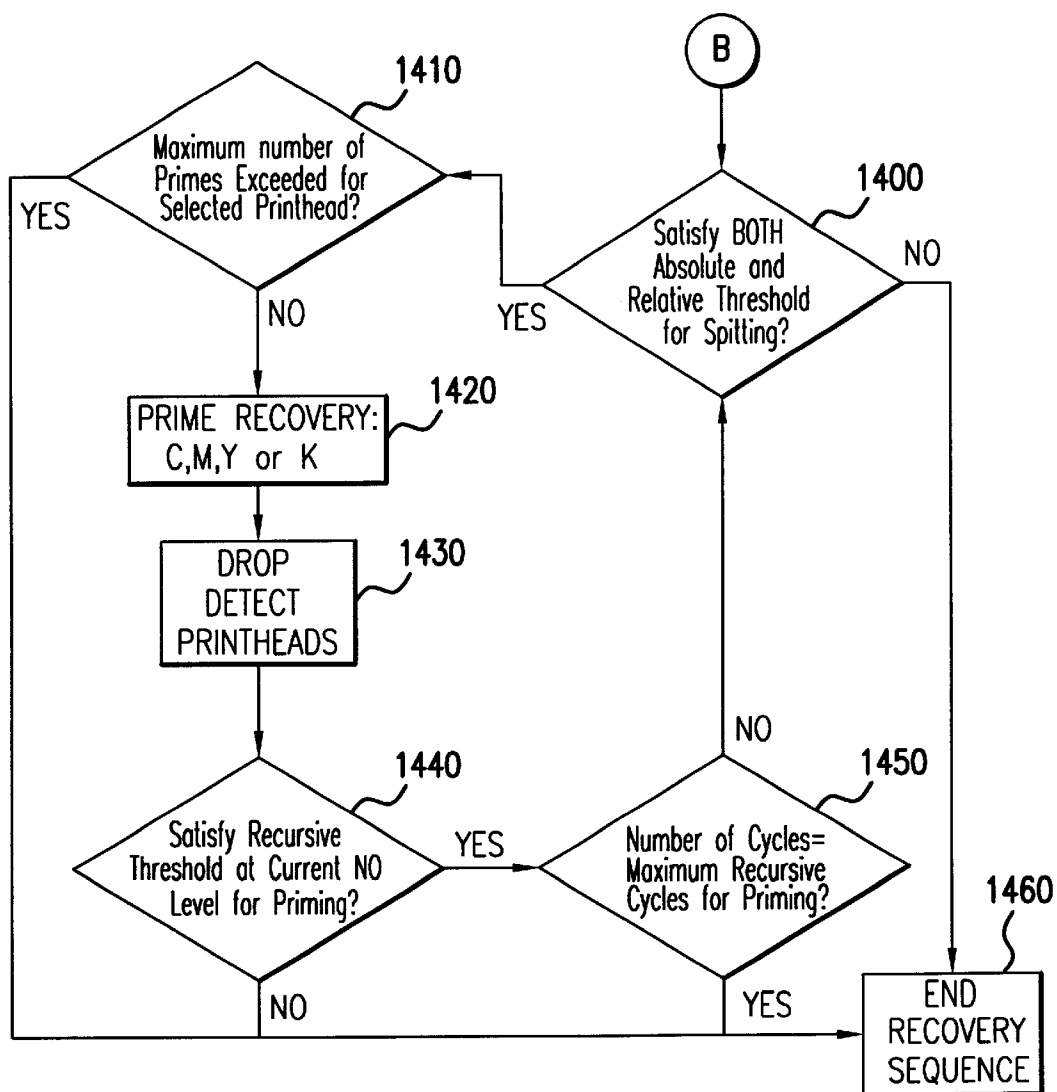 B
1410
Maximum number of
Primes Exceeded for
Selected Printhead?
YES
NO
1400
Satisfy BOTH
Absolute and
Relative Threshold
for Spitting?
NO
YES
1420
PRIME RECOVERY:
C,M,Y or K
1430
DROP
DETECT
PRINTHEADS
1440
Satisfy Recursive
Threshold at Current NO
Level for Priming?
YES
NO
1450
Number of Cycles=
Maximum Recursive
Cycles for Priming?
NO
YES
1460
END
RECOVERY
SEQUENCE